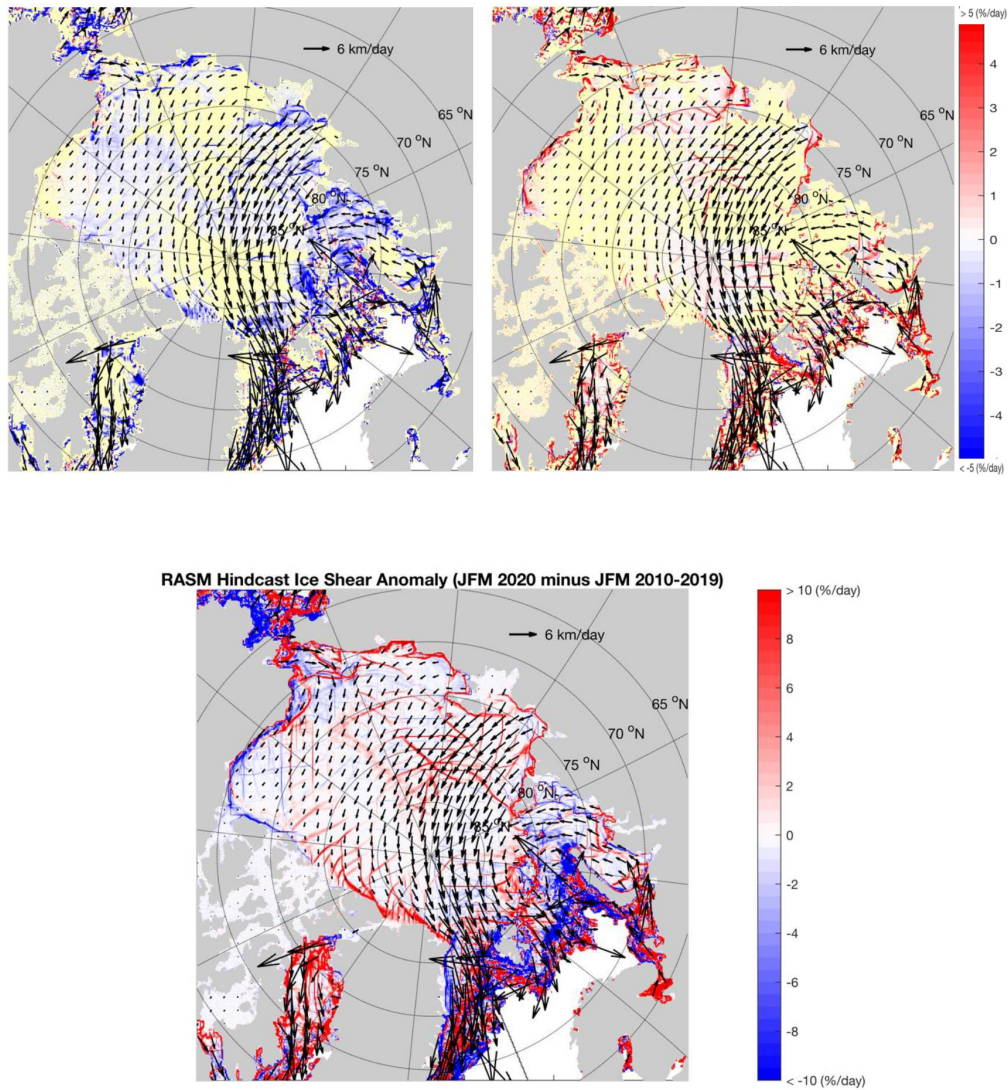 6 km/day
65 °N
70 °N
75 °N
80 °N
85 °N
6 km/day
65 °N
70 °N
75 °N
80 °N
85 °N
> 5 (%/day)
4
3
2
1
0
-1
-2
-3
-4
< -5 (%/day)
RASM Hindcast Ice Shear Anomaly (JFM 2020 minus JFM 2010-2019)
6 km/day
65 °N
70 °N
75 °N
80 °N
85 °N
> 10 (%/day)
8
6
4
2
0
-2
-4
-6
-8
< -10 (%/day)